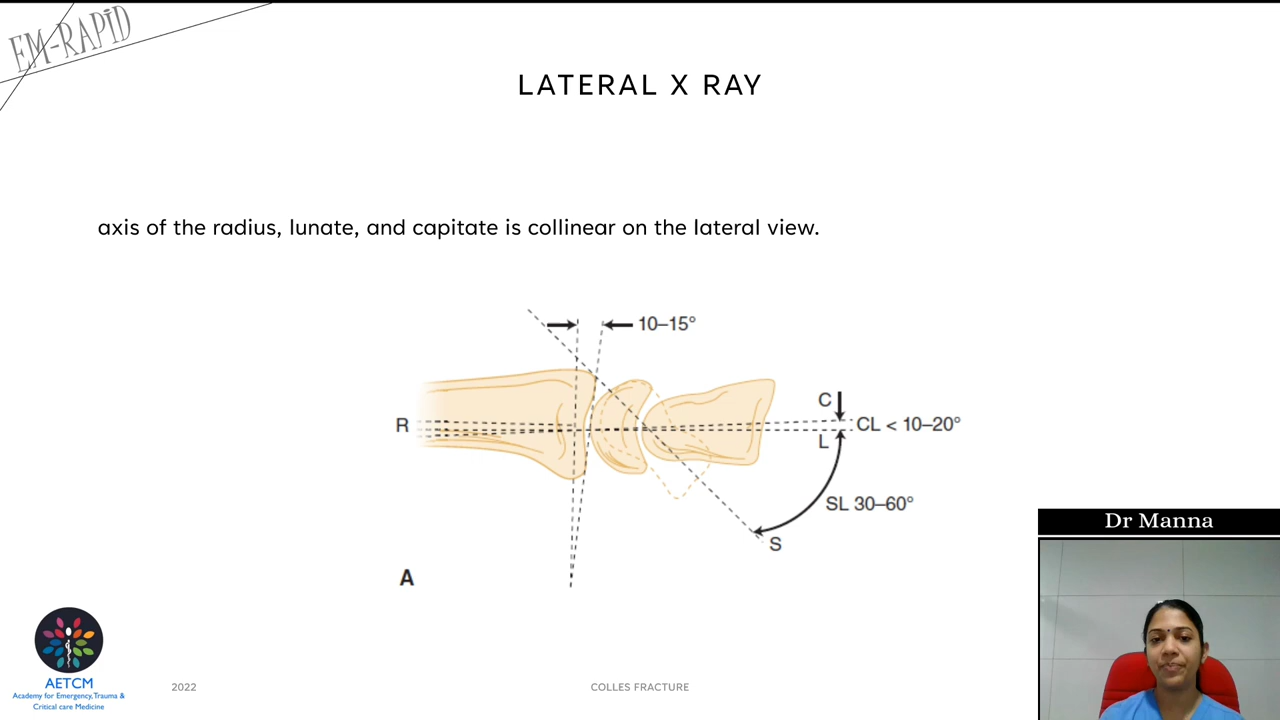 EM-RAPID
LATERAL X RAY
axis of the radius, lunate, and capitate is collinear on the lateral view.
10–15°
C
R
CL < 10–20°
L
SL 30–60°
S
A
Dr Manna
AETCM
Academy for Emergency, Trauma &
Critical care Medicine
2022
COLLES FRACTURE